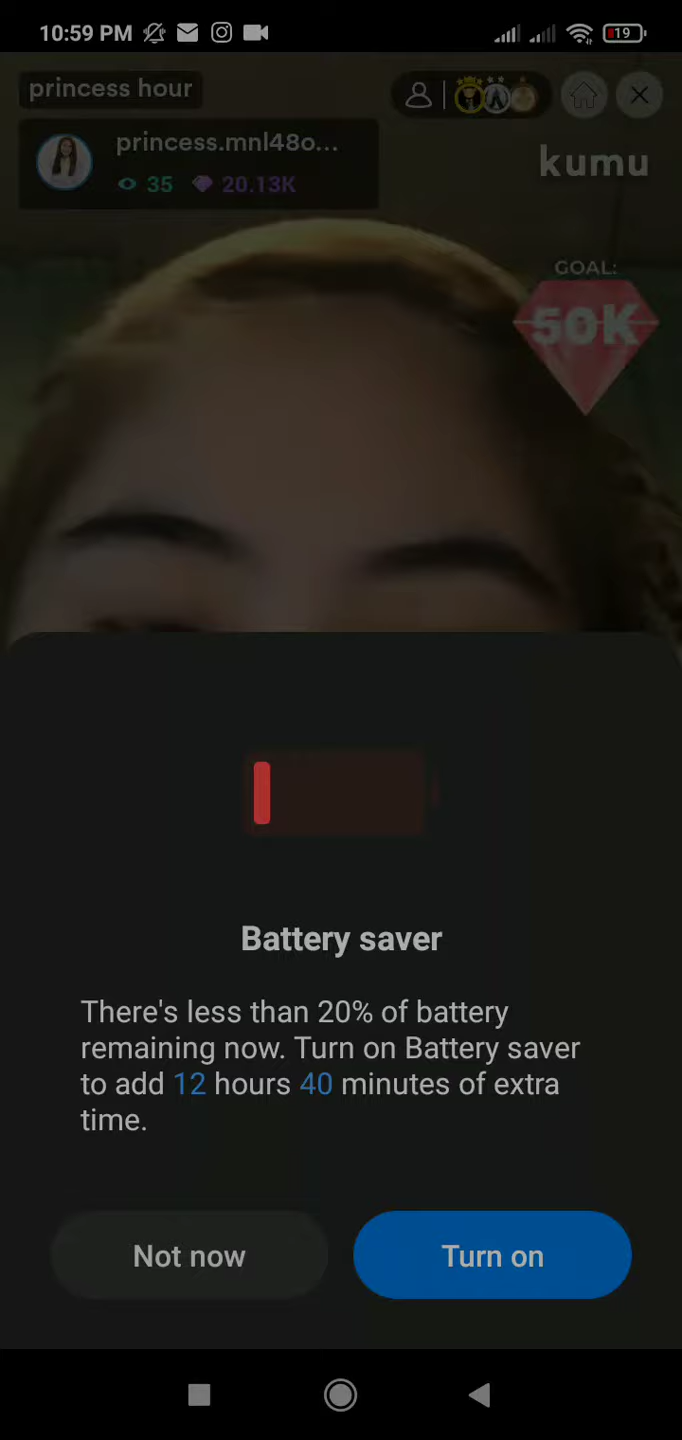 10:59 PM
19
princess hour
princess.mnl48o...
35 20.13K
kumu
GOAL:
50K
Battery saver
There's less than 20% of battery
remaining now. Turn on Battery saver
to add 12 hours 40 minutes of extra
time.
Not now
Turn on